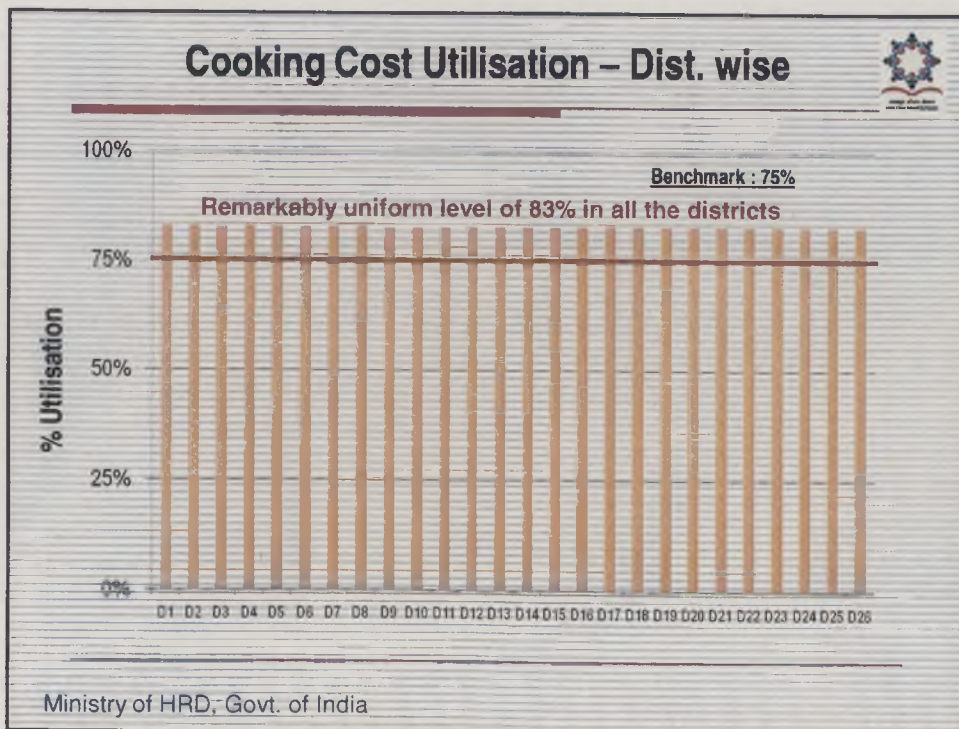 Cooking Cost Utilisation – Dist. wise
100%
Benchmark : 75%
Remarkably uniform level of 83% in all the districts
75%
% Utilisation
50%
25%
0%
D1 D2 D3 D4 D5 D6 D7 D8 D9 D10 D11 D12 D13 D14 D15 D16 D17 D18 D19 D20 D21 D22 D23 D24 D25 D26
Ministry of HRD, Govt. of India